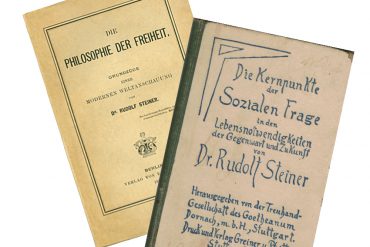 DIE
PHILOSOPHIE DER FREIHEIT.
GRUNDZÜGE
EINER
MODERNEN WELTANSCHAUUNG
VON
DR. RUDOLF STEINER.
BERLIN
VERLAG VON
Die Kernpunkte
der
Sozialen Frage
in den
Lebensnotwendigkeiten
der Gegenwart und Zukunft
von
Dr. Rudolf Steiner
Herausgegeben von der Treuhand-
Gesellschaft des Goetheanum
Dornach, m.b.H., Stuttgart.
Druck und Verlag Greiner u.